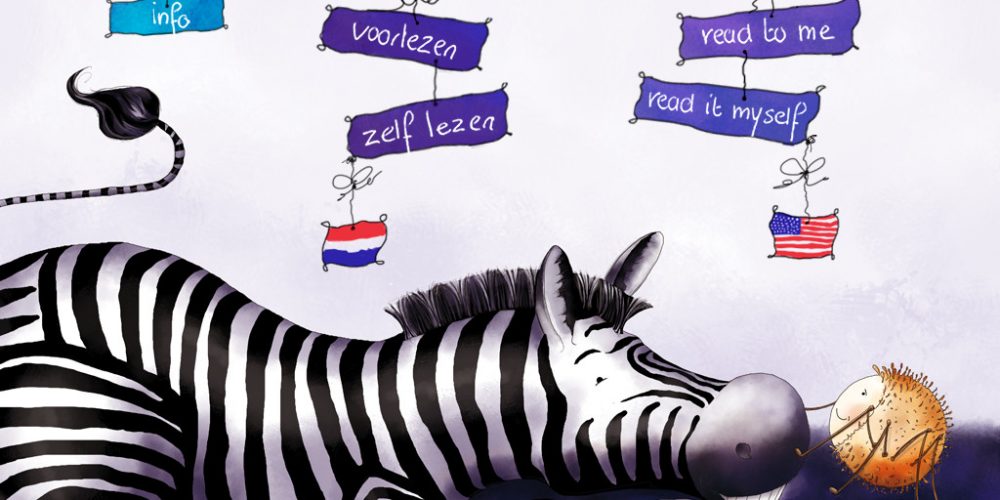 info
voorlezen
zelf lezen
read to me
read it myself